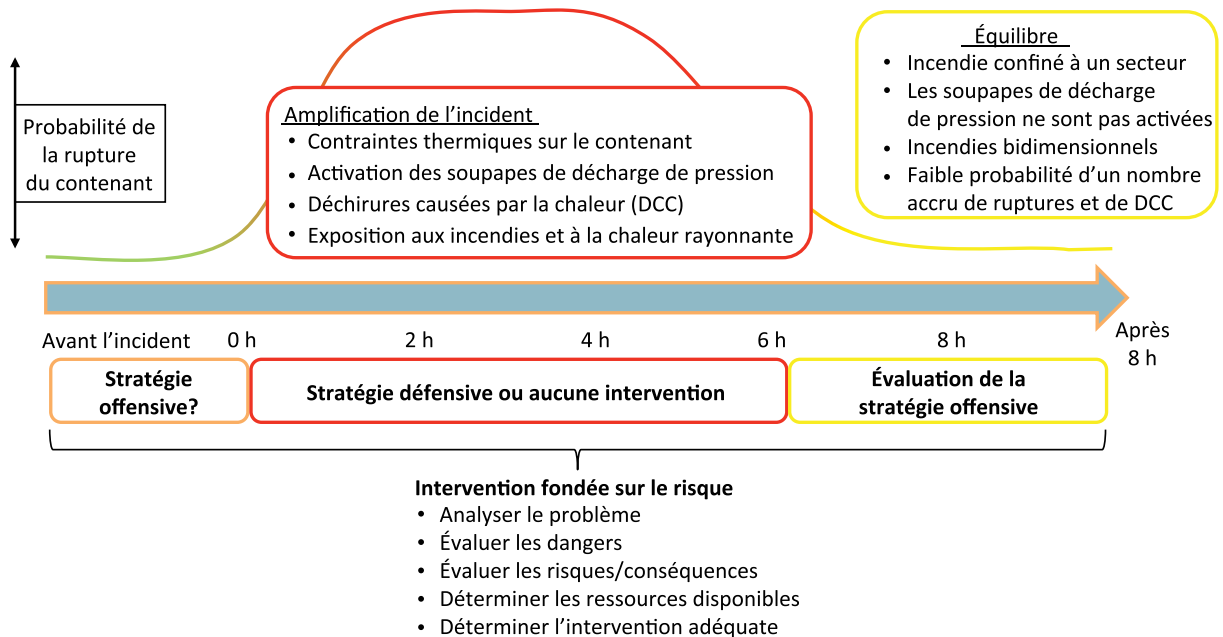 Probabilité de
la rupture
du contenant
Amplification de l’incident
• Contraintes thermiques sur le contenant
• Activation des soupapes de décharge de pression
• Déchirures causées par la chaleur (DCC)
• Exposition aux incendies et à la chaleur rayonnante
Équilibre
• Incendie confiné à un secteur
• Les soupapes de décharge
de pression ne sont pas activées
• Incendies bidimensionnels
• Faible probabilité d’un nombre
accru de ruptures et de DCC
Avant l’incident 0 h 2 h 4 h 6 h 8 h Après
8 h
Stratégie
offensive?
Stratégie défensive ou aucune intervention
Évaluation de la
stratégie offensive
Intervention fondée sur le risque
• Analyser le problème
• Évaluer les dangers
• Évaluer les risques/conséquences
• Déterminer les ressources disponibles
• Déterminer l’intervention adéquate